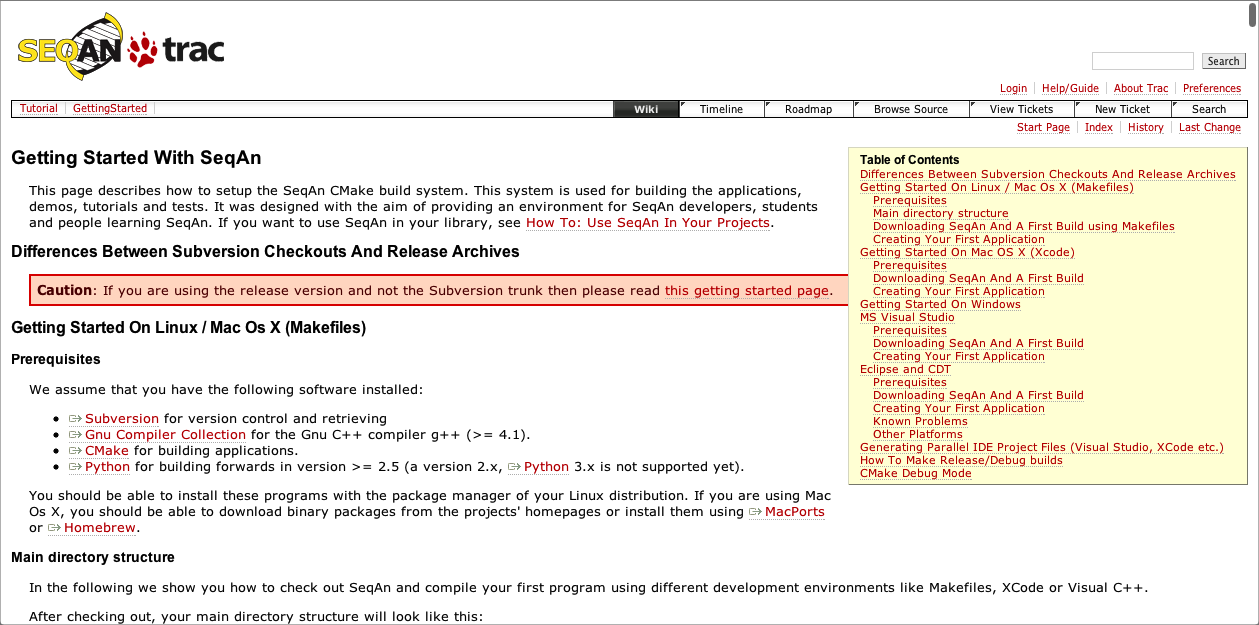 SEQAN trac
Search
Login Help/Guide About Trac Preferences
Tutorial GettingStarted Wiki Timeline Roadmap Browse Source View Tickets New Ticket Search
Start Page Index History Last Change
Getting Started With SeqAn
This page describes how to setup the SeqAn CMake build system. This system is used for building the applications,
demos, tutorials and tests. It was designed with the aim of providing an environment for SeqAn developers, students
and people learning SeqAn. If you want to use SeqAn in your library, see How To: Use SeqAn In Your Projects.
Differences Between Subversion Checkouts And Release Archives
Caution: If you are using the release version and not the Subversion trunk then please read this getting started page.
Getting Started On Linux / Mac Os X (Makefiles)
Prerequisites
We assume that you have the following software installed:
• Subversion for version control and retrieving
• Gnu Compiler Collection for the Gnu C++ compiler g++ (>= 4.1).
• CMake for building applications.
• Python for building forwards in version >= 2.5 (a version 2.x, Python 3.x is not supported yet).
You should be able to install these programs with the package manager of your Linux distribution. If you are using Mac
Os X, you should be able to download binary packages from the projects' homepages or install them using MacPorts
or Homebrew.
Main directory structure
In the following we show you how to check out SeqAn and compile your first program using different development environments like Makefiles, XCode or Visual C++.
After checking out, your main directory structure will look like this:
Table of Contents
Differences Between Subversion Checkouts And Release Archives
Getting Started On Linux / Mac Os X (Makefiles)
Prerequisites
Main directory structure
Downloading SeqAn And A First Build using Makefiles
Creating Your First Application
Getting Started On Mac OS X (Xcode)
Prerequisites
Downloading SeqAn And A First Build
Creating Your First Application
Getting Started On Windows
MS Visual Studio
Prerequisites
Downloading SeqAn And A First Build
Creating Your First Application
Eclipse and CDT
Prerequisites
Downloading SeqAn And A First Build
Creating Your First Application
Known Problems
Other Platforms
Generating Parallel IDE Project Files (Visual Studio, XCode etc.)
How To Make Release/Debug builds
CMake Debug Mode